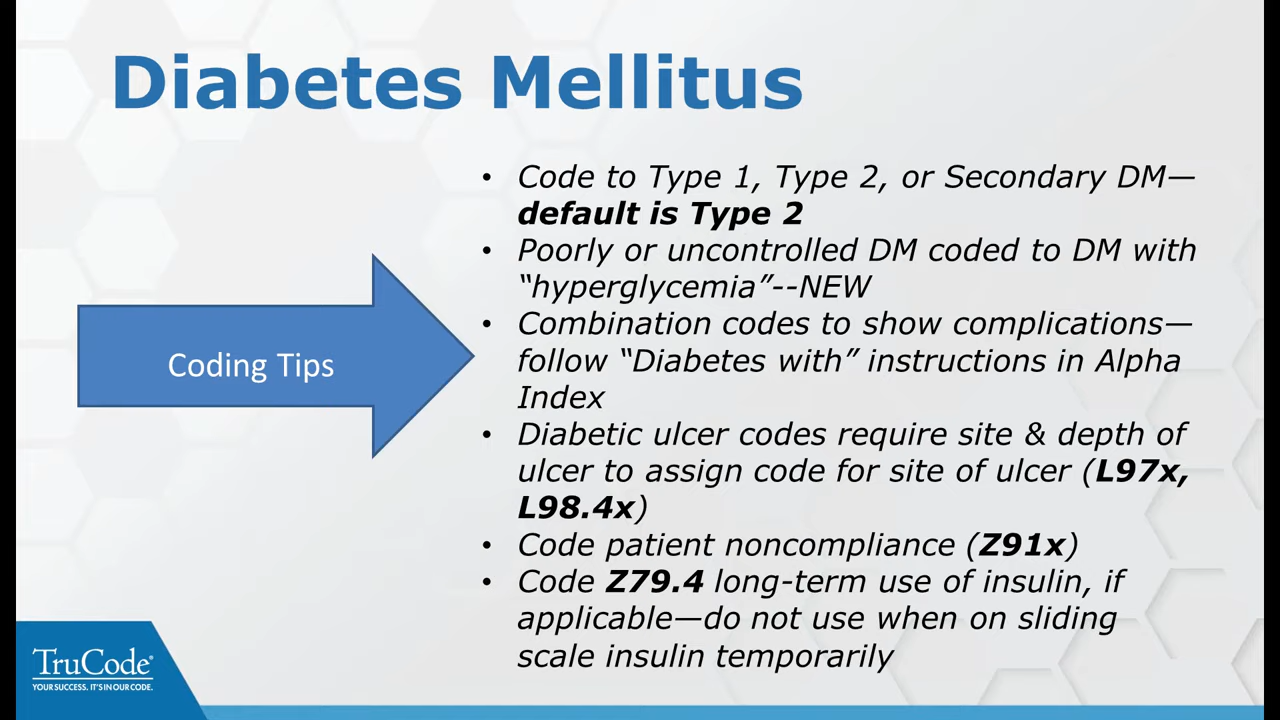 Diabetes Mellitus
Coding Tips
• Code to Type 1, Type 2, or Secondary DM—
default is Type 2
• Poorly or uncontrolled DM coded to DM with
“hyperglycemia”--NEW
• Combination codes to show complications—
follow “Diabetes with” instructions in Alpha
Index
• Diabetic ulcer codes require site & depth of
ulcer to assign code for site of ulcer (L97x,
L98.4x)
• Code patient noncompliance (Z91x)
• Code Z79.4 long-term use of insulin, if
applicable—do not use when on sliding
scale insulin temporarily
TruCode®
YOUR SUCCESS. IT'S IN OUR CODE.